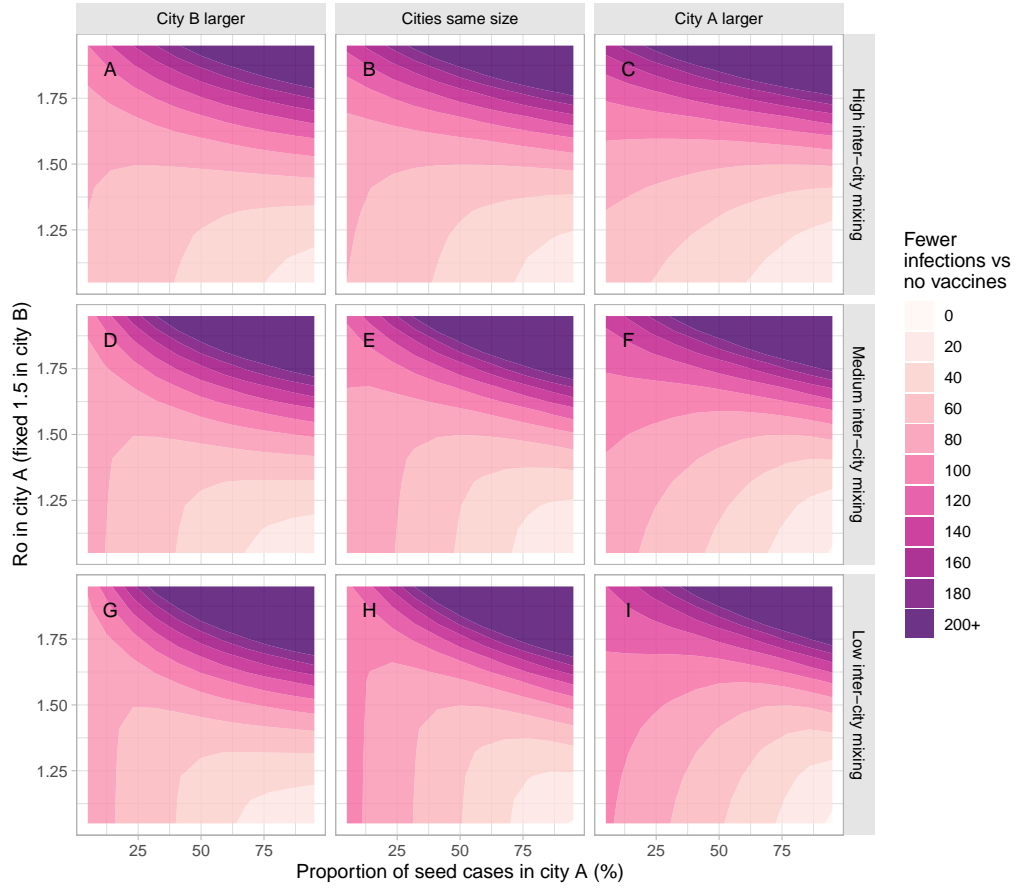 City B larger
Cities same size
City A larger
A
B
C
1.75
1.50
1.25
High inter−city mixing
D
E
F
1.75
1.50
1.25
Medium inter−city mixing
G
H
I
1.75
1.50
1.25
Low inter−city mixing
25
50
75
25
50
75
25
50
75
Proportion of seed cases in city A (%)
Ro in city A (fixed 1.5 in city B)
Fewer
infections vs
no vaccines
0
20
40
60
80
100
120
140
160
180
200+